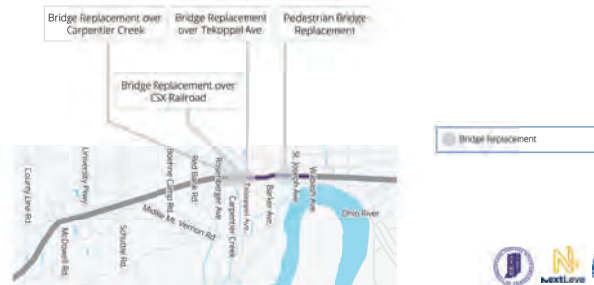 Bridge Replacement over
Carpentier Creek
Bridge Replacement
over Tekoppel Ave
Pedestrian Bridge
Replacement
Bridge Replacement over
CSX Railroad
Bridge Replacement
County Line Rd.
University Pkwy.
McDowell Rd.
Schutte Rd.
Boehne Camp Rd.
Middle Mt. Vernon Rd.
Red Bank Rd.
Rosenberger Ave.
Carpentier Creek
Tekoppel Ave.
Barker Ave.
St. Joseph Ave.
Wabash Ave.
Ohio River
N
NextLeve